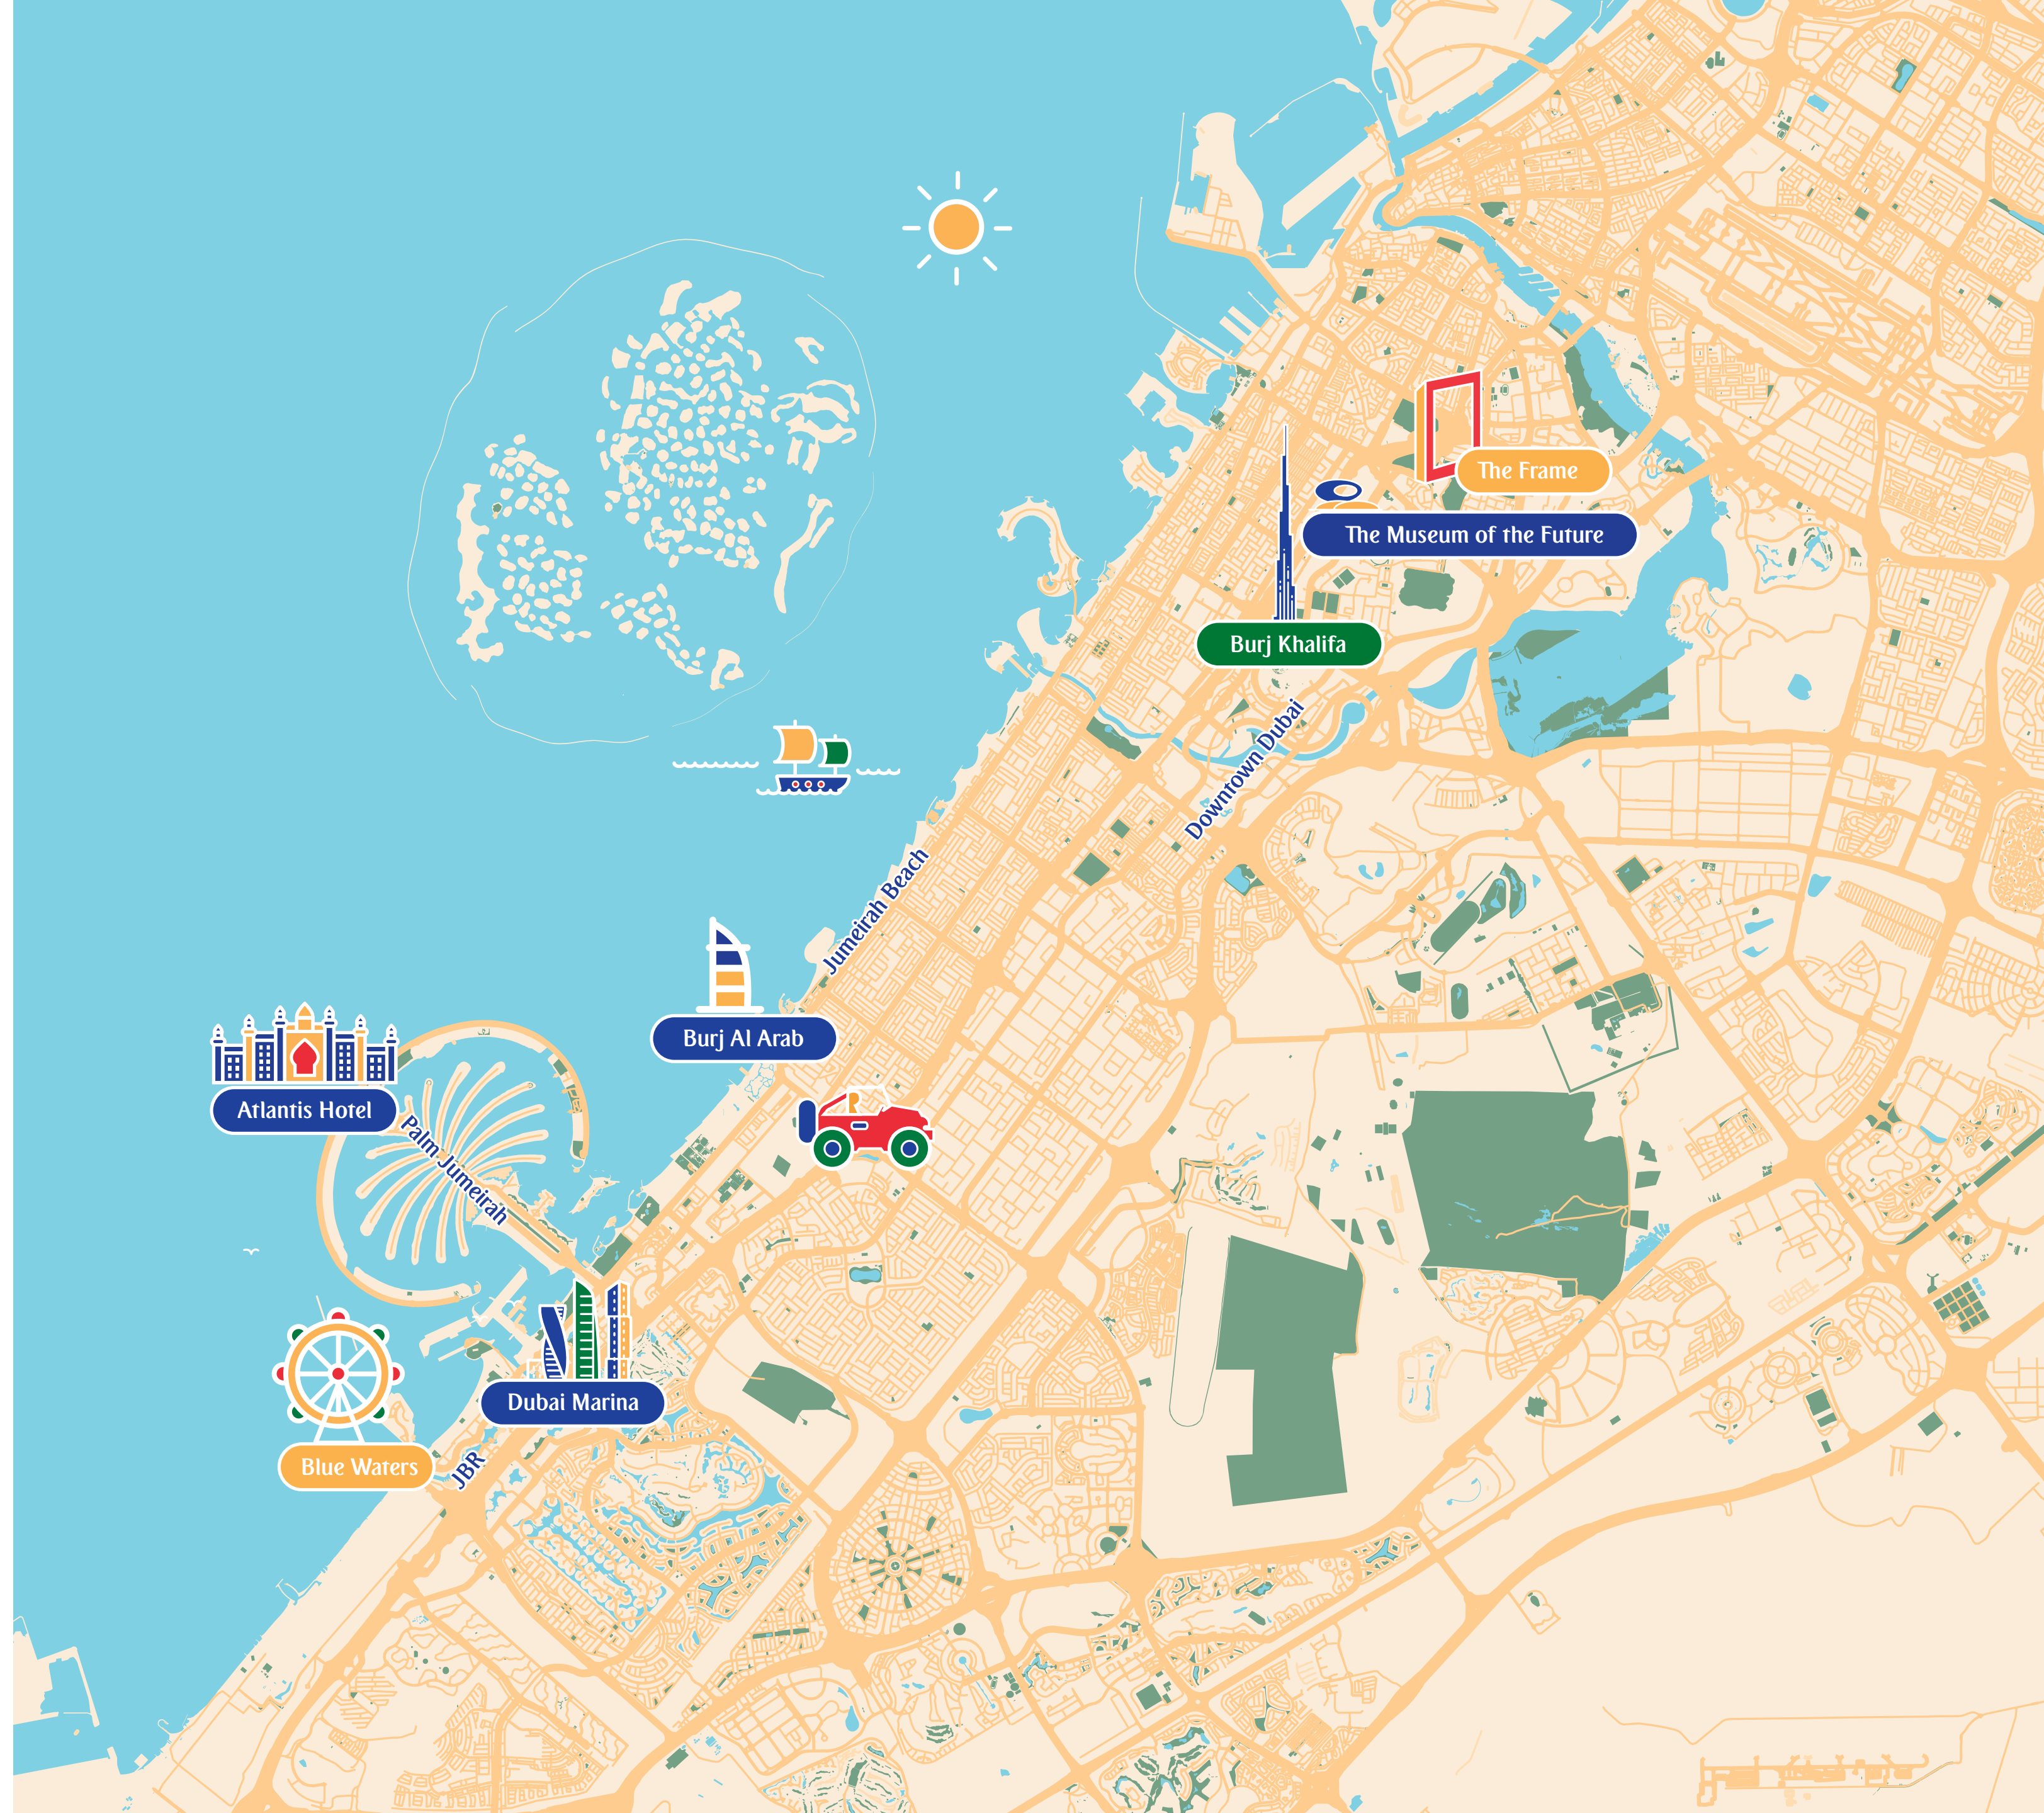 The Frame
The Museum of the Future
Burj Khalifa
Downtown Dubai
Jumeirah Beach
Burj Al Arab
Atlantis Hotel
Palm Jumeirah
Dubai Marina
Blue Waters
JBR